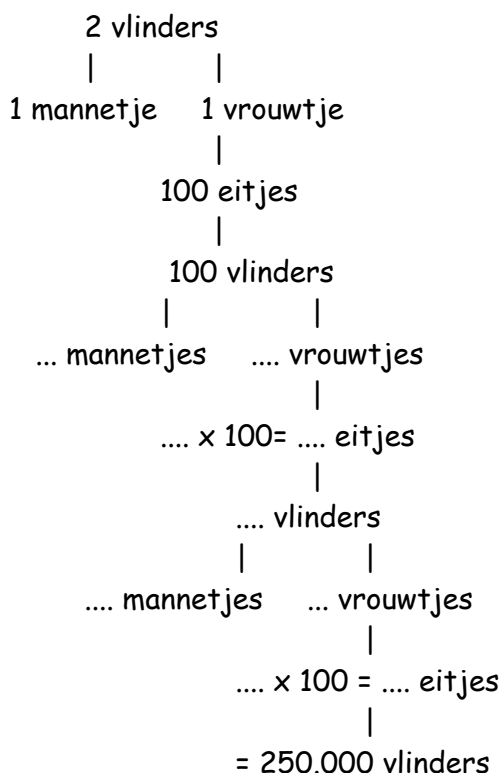 2 vlinders
1 mannetje 1 vrouwtje
100 eitjes
100 vlinders
... mannetjes .... vrouwtjes
.... x 100= .... eitjes
.... vlinders
.... mannetjes ... vrouwtjes
.... x 100 = .... eitjes
= 250.000 vlinders